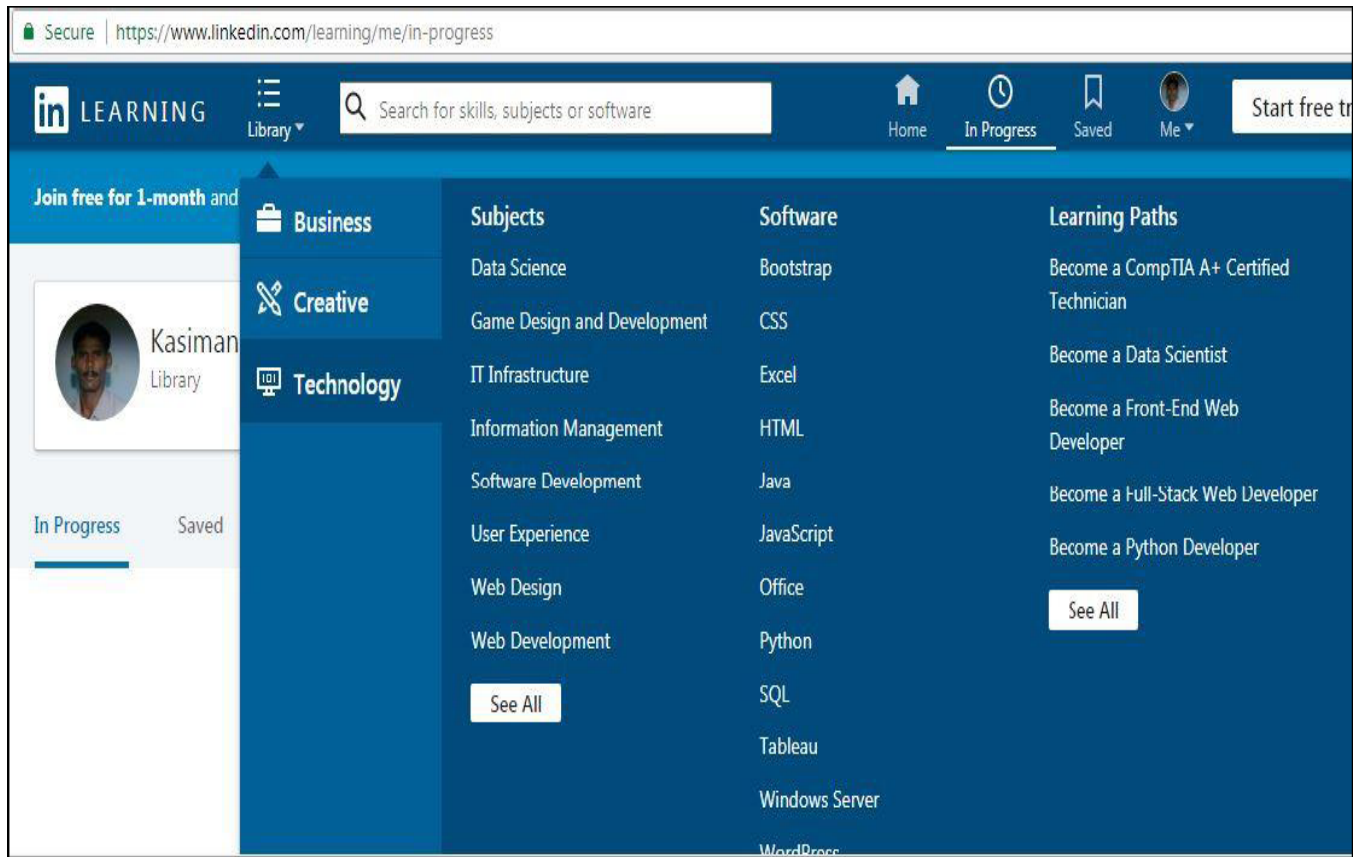 Secure | https://www.linkedin.com/learning/me/in-progress
in LEARNING
Library
Search for skills, subjects or software
Home
In Progress
Saved
Me
Start free tr
Join free for 1-month and
Kasiman
Library
In Progress
Saved
Business
Creative
Technology
Subjects
Data Science
Game Design and Development
IT Infrastructure
Information Management
Software Development
User Experience
Web Design
Web Development
See All
Software
Bootstrap
CSS
Excel
HTML
Java
JavaScript
Office
Python
SQL
Tableau
Windows Server
WordPress
Learning Paths
Become a CompTIA A+ Certified
Technician
Become a Data Scientist
Become a Front-End Web
Developer
Become a Full-Stack Web Developer
Become a Python Developer
See All